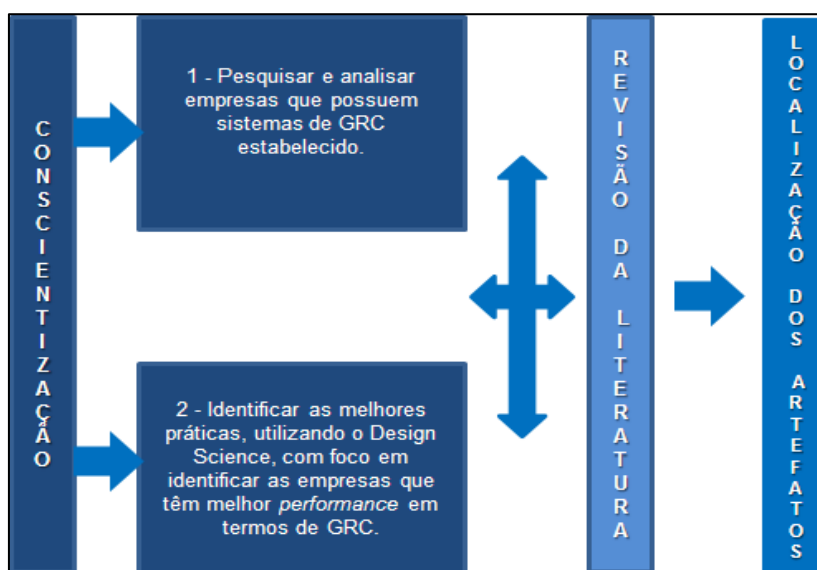 CONSCIENTIZAÇÃO
1 - Pesquisar e analisar
empresas que possuem
sistemas de GRC
estabelecido.
2 - Identificar as melhores
práticas, utilizando o Design
Science, com foco em
identificar as empresas que
têm melhor performance em
termos de GRC.
REVISÃO DA LITERATURA
LOCALIZAÇÃO DOS ARTEFATOS